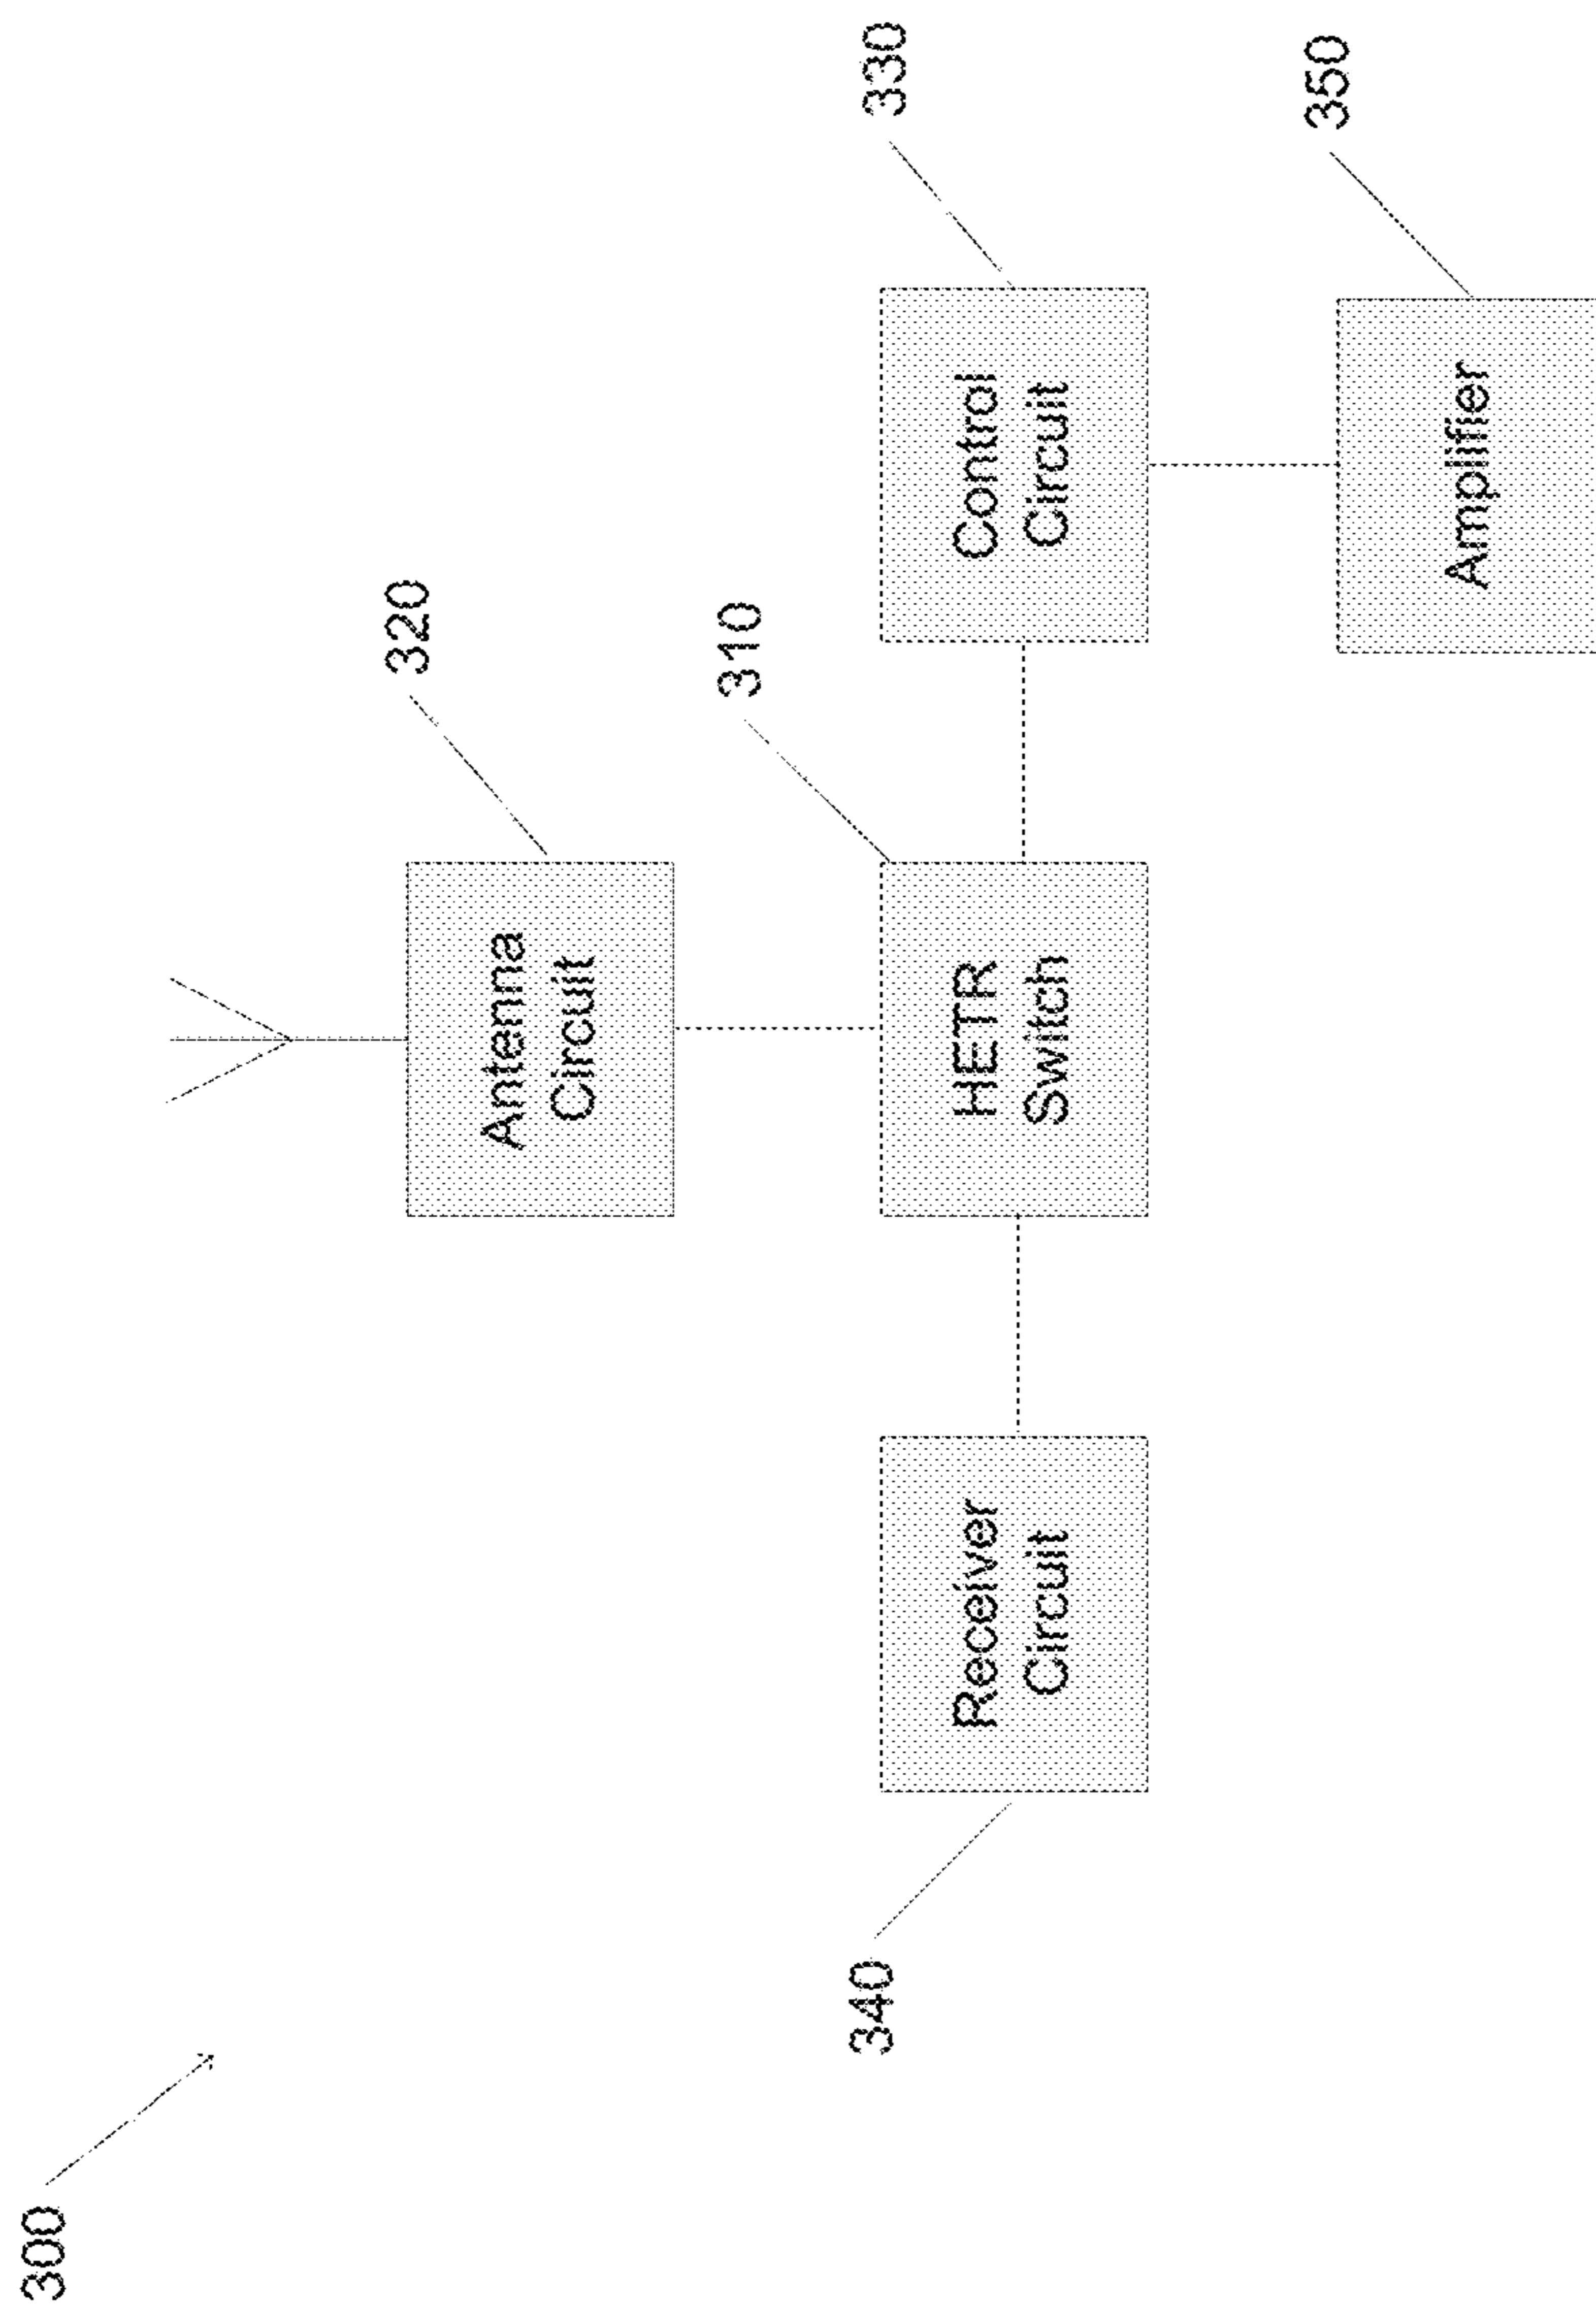 300
320
Antenna
Circuit
310
HETR
Switch
340
Receiver
Circuit
330
Control
Circuit
350
Amplifier